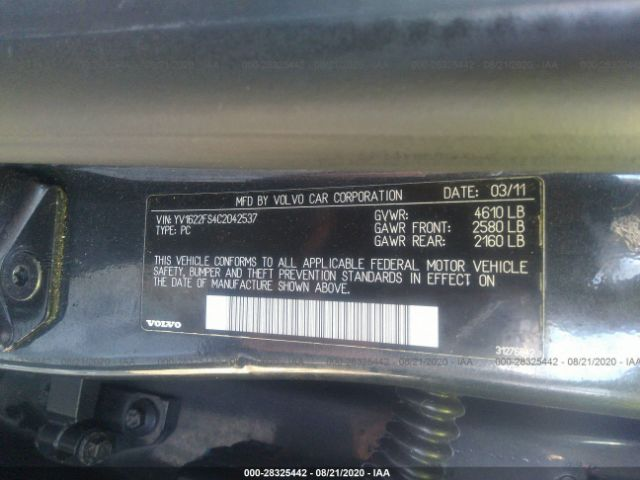 MFD BY VOLVO CAR CORPORATION DATE: 03/11
VIN: YV1622FS4C2042537 GVWR: 4610 LB
TYPE: PC GAWR FRONT: 2580 LB
GAWR REAR: 2160 LB
THIS VEHICLE CONFORMS TO ALL APPLICABLE FEDERAL MOTOR VEHICLE
SAFETY, BUMPER AND THEFT PREVENTION STANDARDS IN EFFECT ON
THE DATE OF MANUFACTURE SHOWN ABOVE.
VOLVO
000-28325442 - 08/21/2020 - IAA